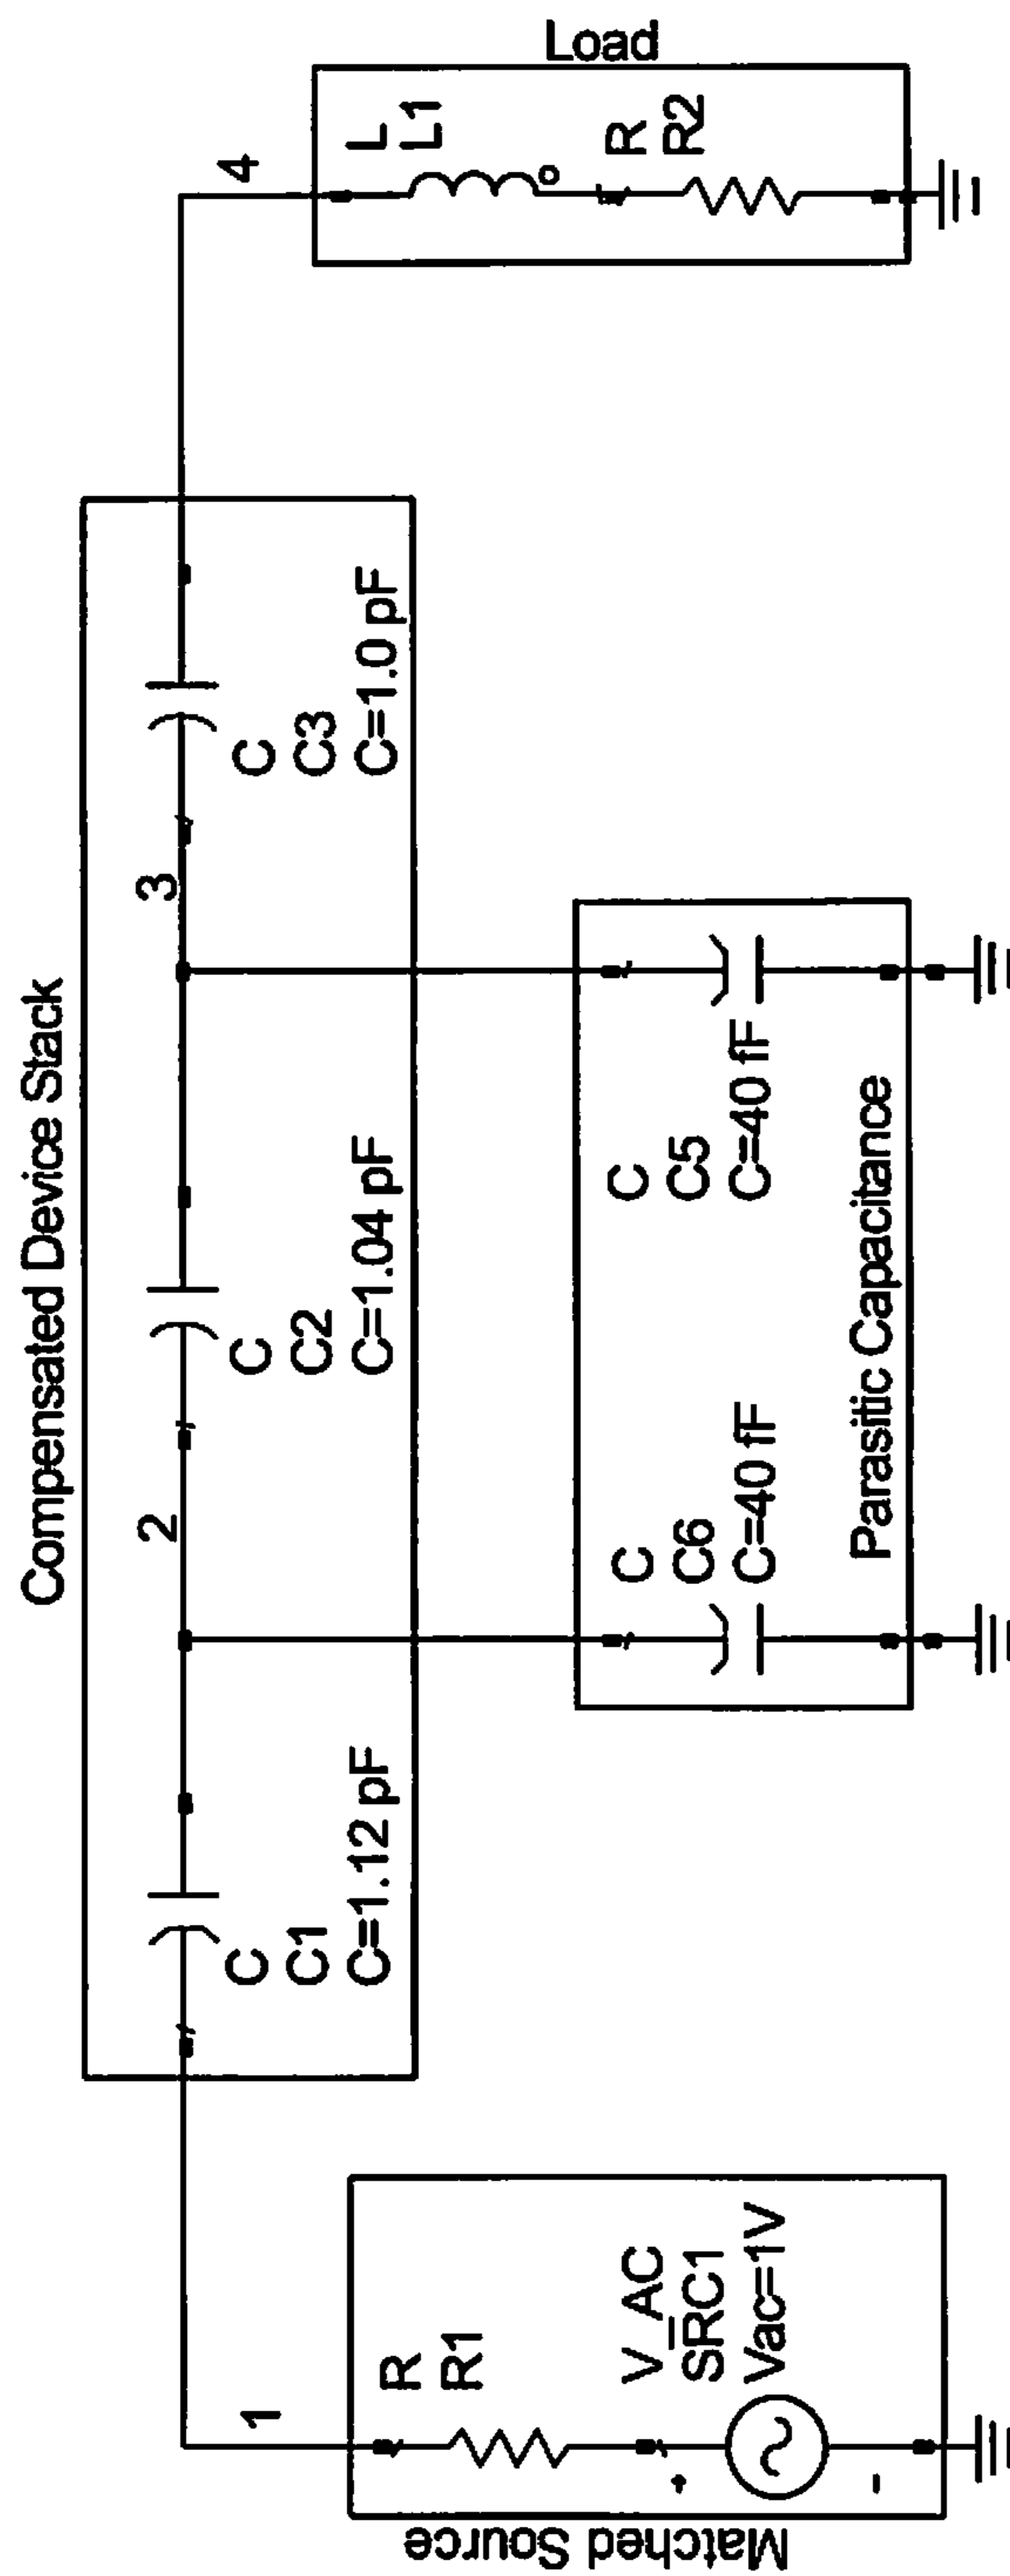 Compensated Device Stack
1
2
3
4
C
C1
C=1.12 pF
C
C2
C=1.04 pF
C
C3
C=1.0 pF
Matched Source
R
R1
V_AC
SRC1
Vac=1V
+
-
C
C6
C=40 fF
C
C5
C=40 fF
Parasitic Capacitance
Load
L
L1
R
R2